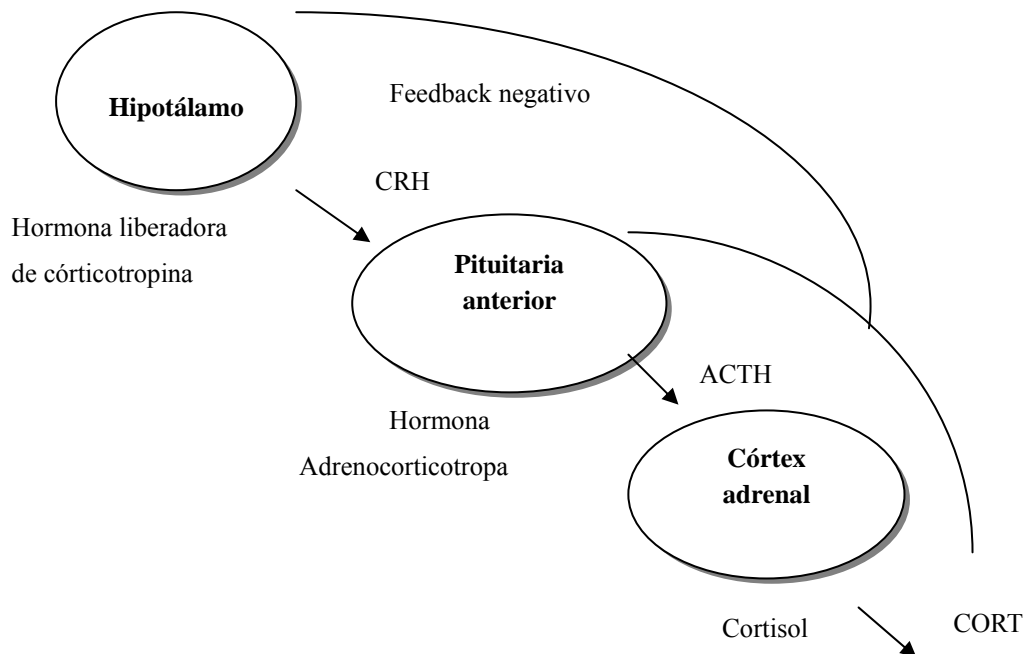 Hipotálamo
Feedback negativo
CRH
Hormona liberadora
de córticotropina
Pituitaria
anterior
ACTH
Hormona
Adrenocorticotropa
Córtex
adrenal
Cortisol
CORT